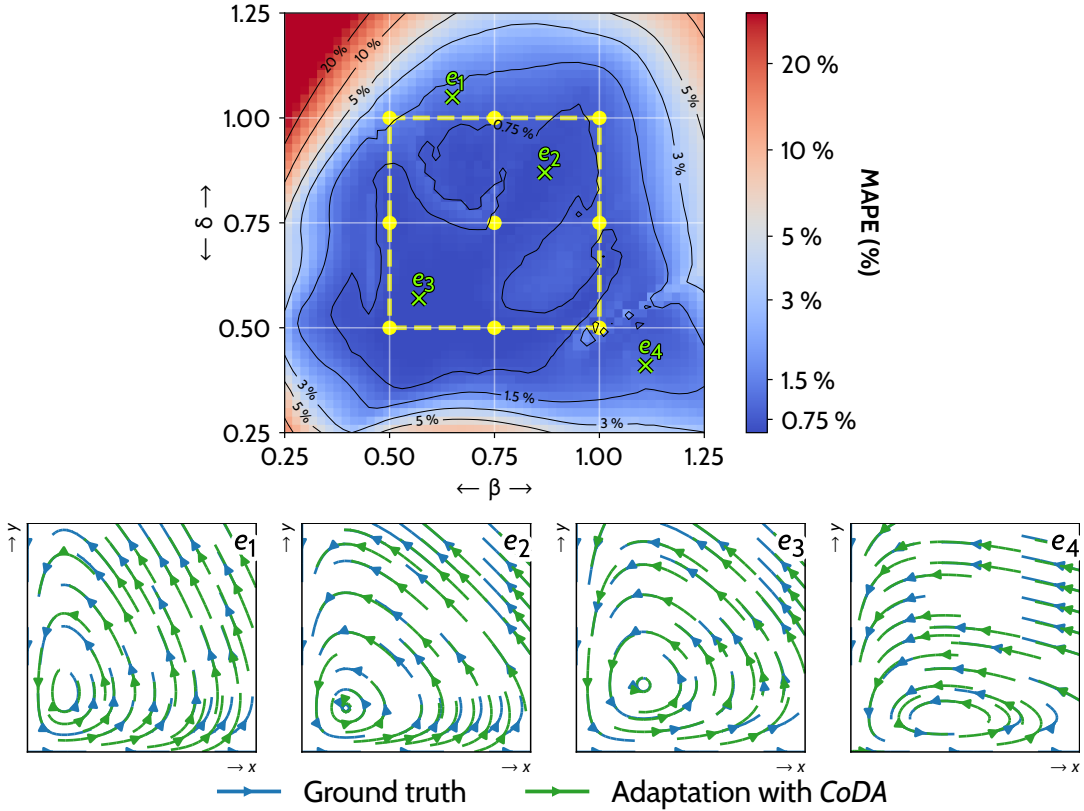 1.25
1.00
0.75
0.50
0.25
0.25 0.50 0.75 1.00 1.25
← δ →
← β →
20 %
10 %
5 %
5 %
3 %
0.75 %
3 %
5 %
1.5 %
5 %
3 %
e1
e2
e3
e4
20 %
10 %
5 %
3 %
1.5 %
0.75 %
MAPE (%)
→ y e1 → x
→ y e2 → x
→ y e3 → x
→ y e4 → x
Ground truth Adaptation with CoDA